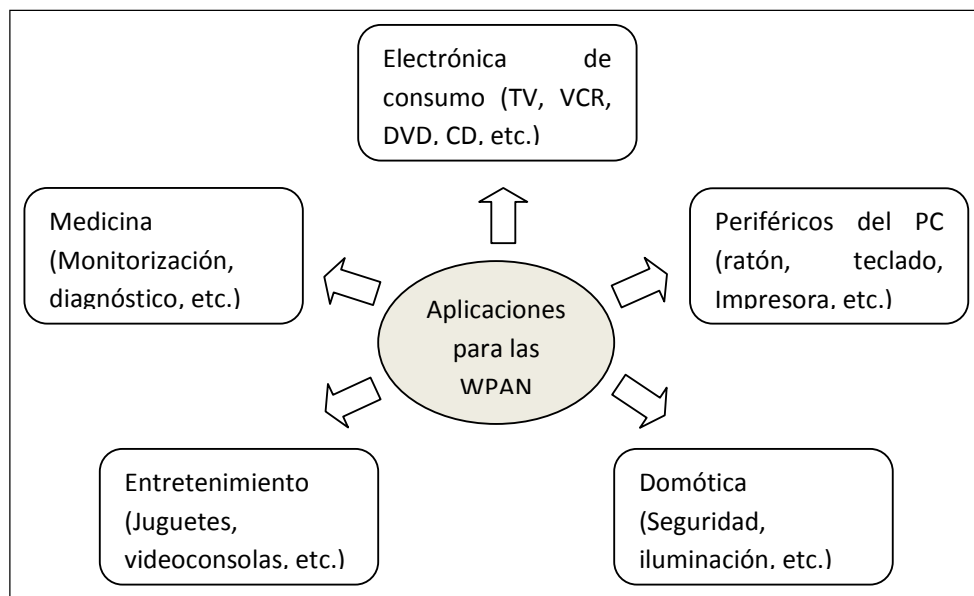 Electrónica de
consumo (TV, VCR,
DVD, CD, etc.)
Medicina
(Monitorización,
diagnóstico, etc.)
Periféricos del PC
(ratón, teclado,
Impresora, etc.)
Aplicaciones
para las
WPAN
Entretenimiento
(Juguetes,
videoconsolas, etc.)
Domótica
(Seguridad,
iluminación, etc.)